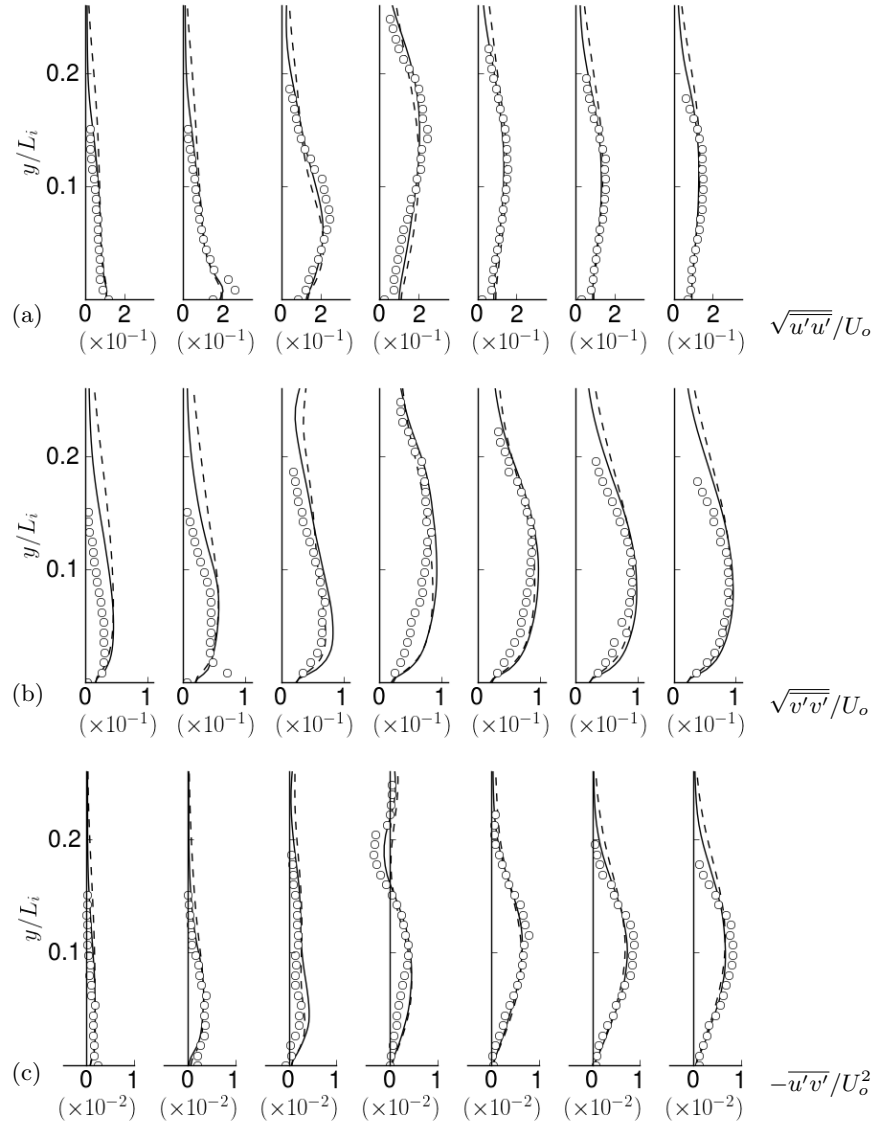 0.2
0.1
y/L_i
(a)
0 2 0 2 0 2 0 2 0 2 0 2 0 2
(×10⁻¹) (×10⁻¹) (×10⁻¹) (×10⁻¹) (×10⁻¹) (×10⁻¹) (×10⁻¹)
√(u′u′)/U_o
0.2
0.1
y/L_i
(b)
0 1 0 1 0 1 0 1 0 1 0 1 0 1
(×10⁻¹) (×10⁻¹) (×10⁻¹) (×10⁻¹) (×10⁻¹) (×10⁻¹) (×10⁻¹)
√(v′v′)/U_o
0.2
0.1
y/L_i
(c)
0 1 0 1 0 1 0 1 0 1 0 1 0 1
(×10⁻²) (×10⁻²) (×10⁻²) (×10⁻²) (×10⁻²) (×10⁻²) (×10⁻²)
−u′v′/U_o²